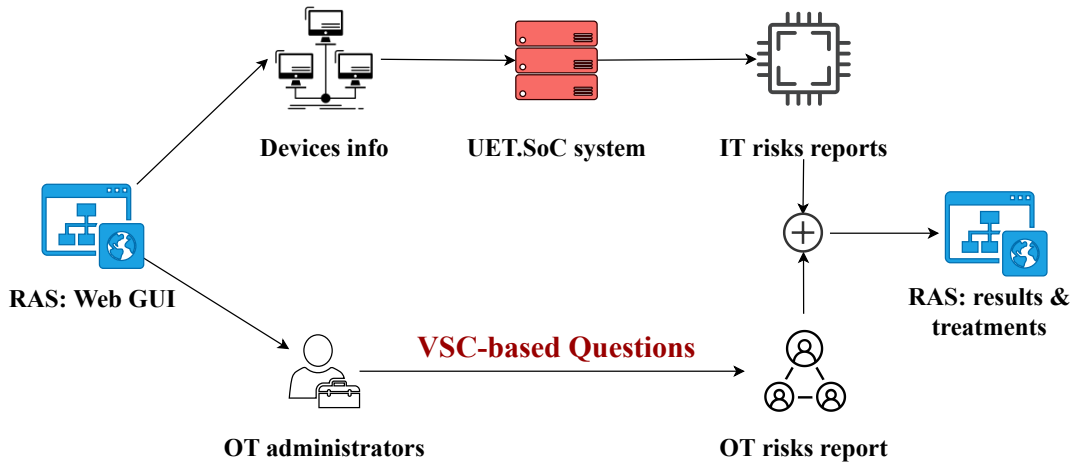 Devices info
UET.SoC system
IT risks reports
RAS: Web GUI
RAS: results &
treatments
VSC-based Questions
OT administrators
OT risks report